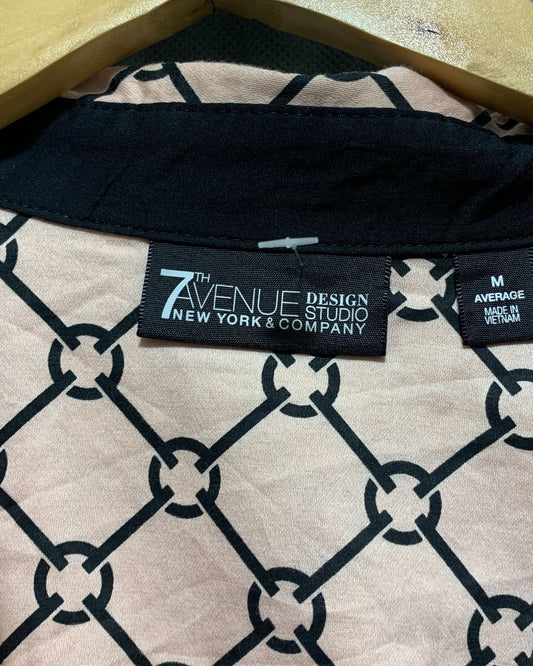 7TH AVENUE DESIGN STUDIO
NEW YORK & COMPANY
M
AVERAGE
MADE IN
VIETNAM